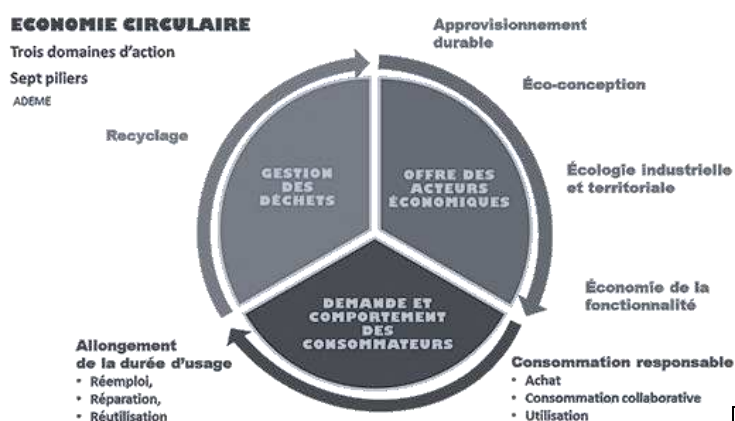 ECONOMIE CIRCULAIRE
Trois domaines d'action
Sept piliers
ADEME
Approvisionnement
durable
Éco-conception
Écologie industrielle
et territoriale
Économie de la
fonctionnalité
Recyclage
GESTION
DES
DÉCHETS
OFFRE DES
ACTEURS
ÉCONOMIQUES
DEMANDE ET
COMPORTEMENT
DES
CONSOMMATEURS
Allongement
de la durée d'usage
• Réemploi,
• Réparation,
• Réutilisation
Consommation responsable
• Achat
• Consommation collaborative
• Utilisation